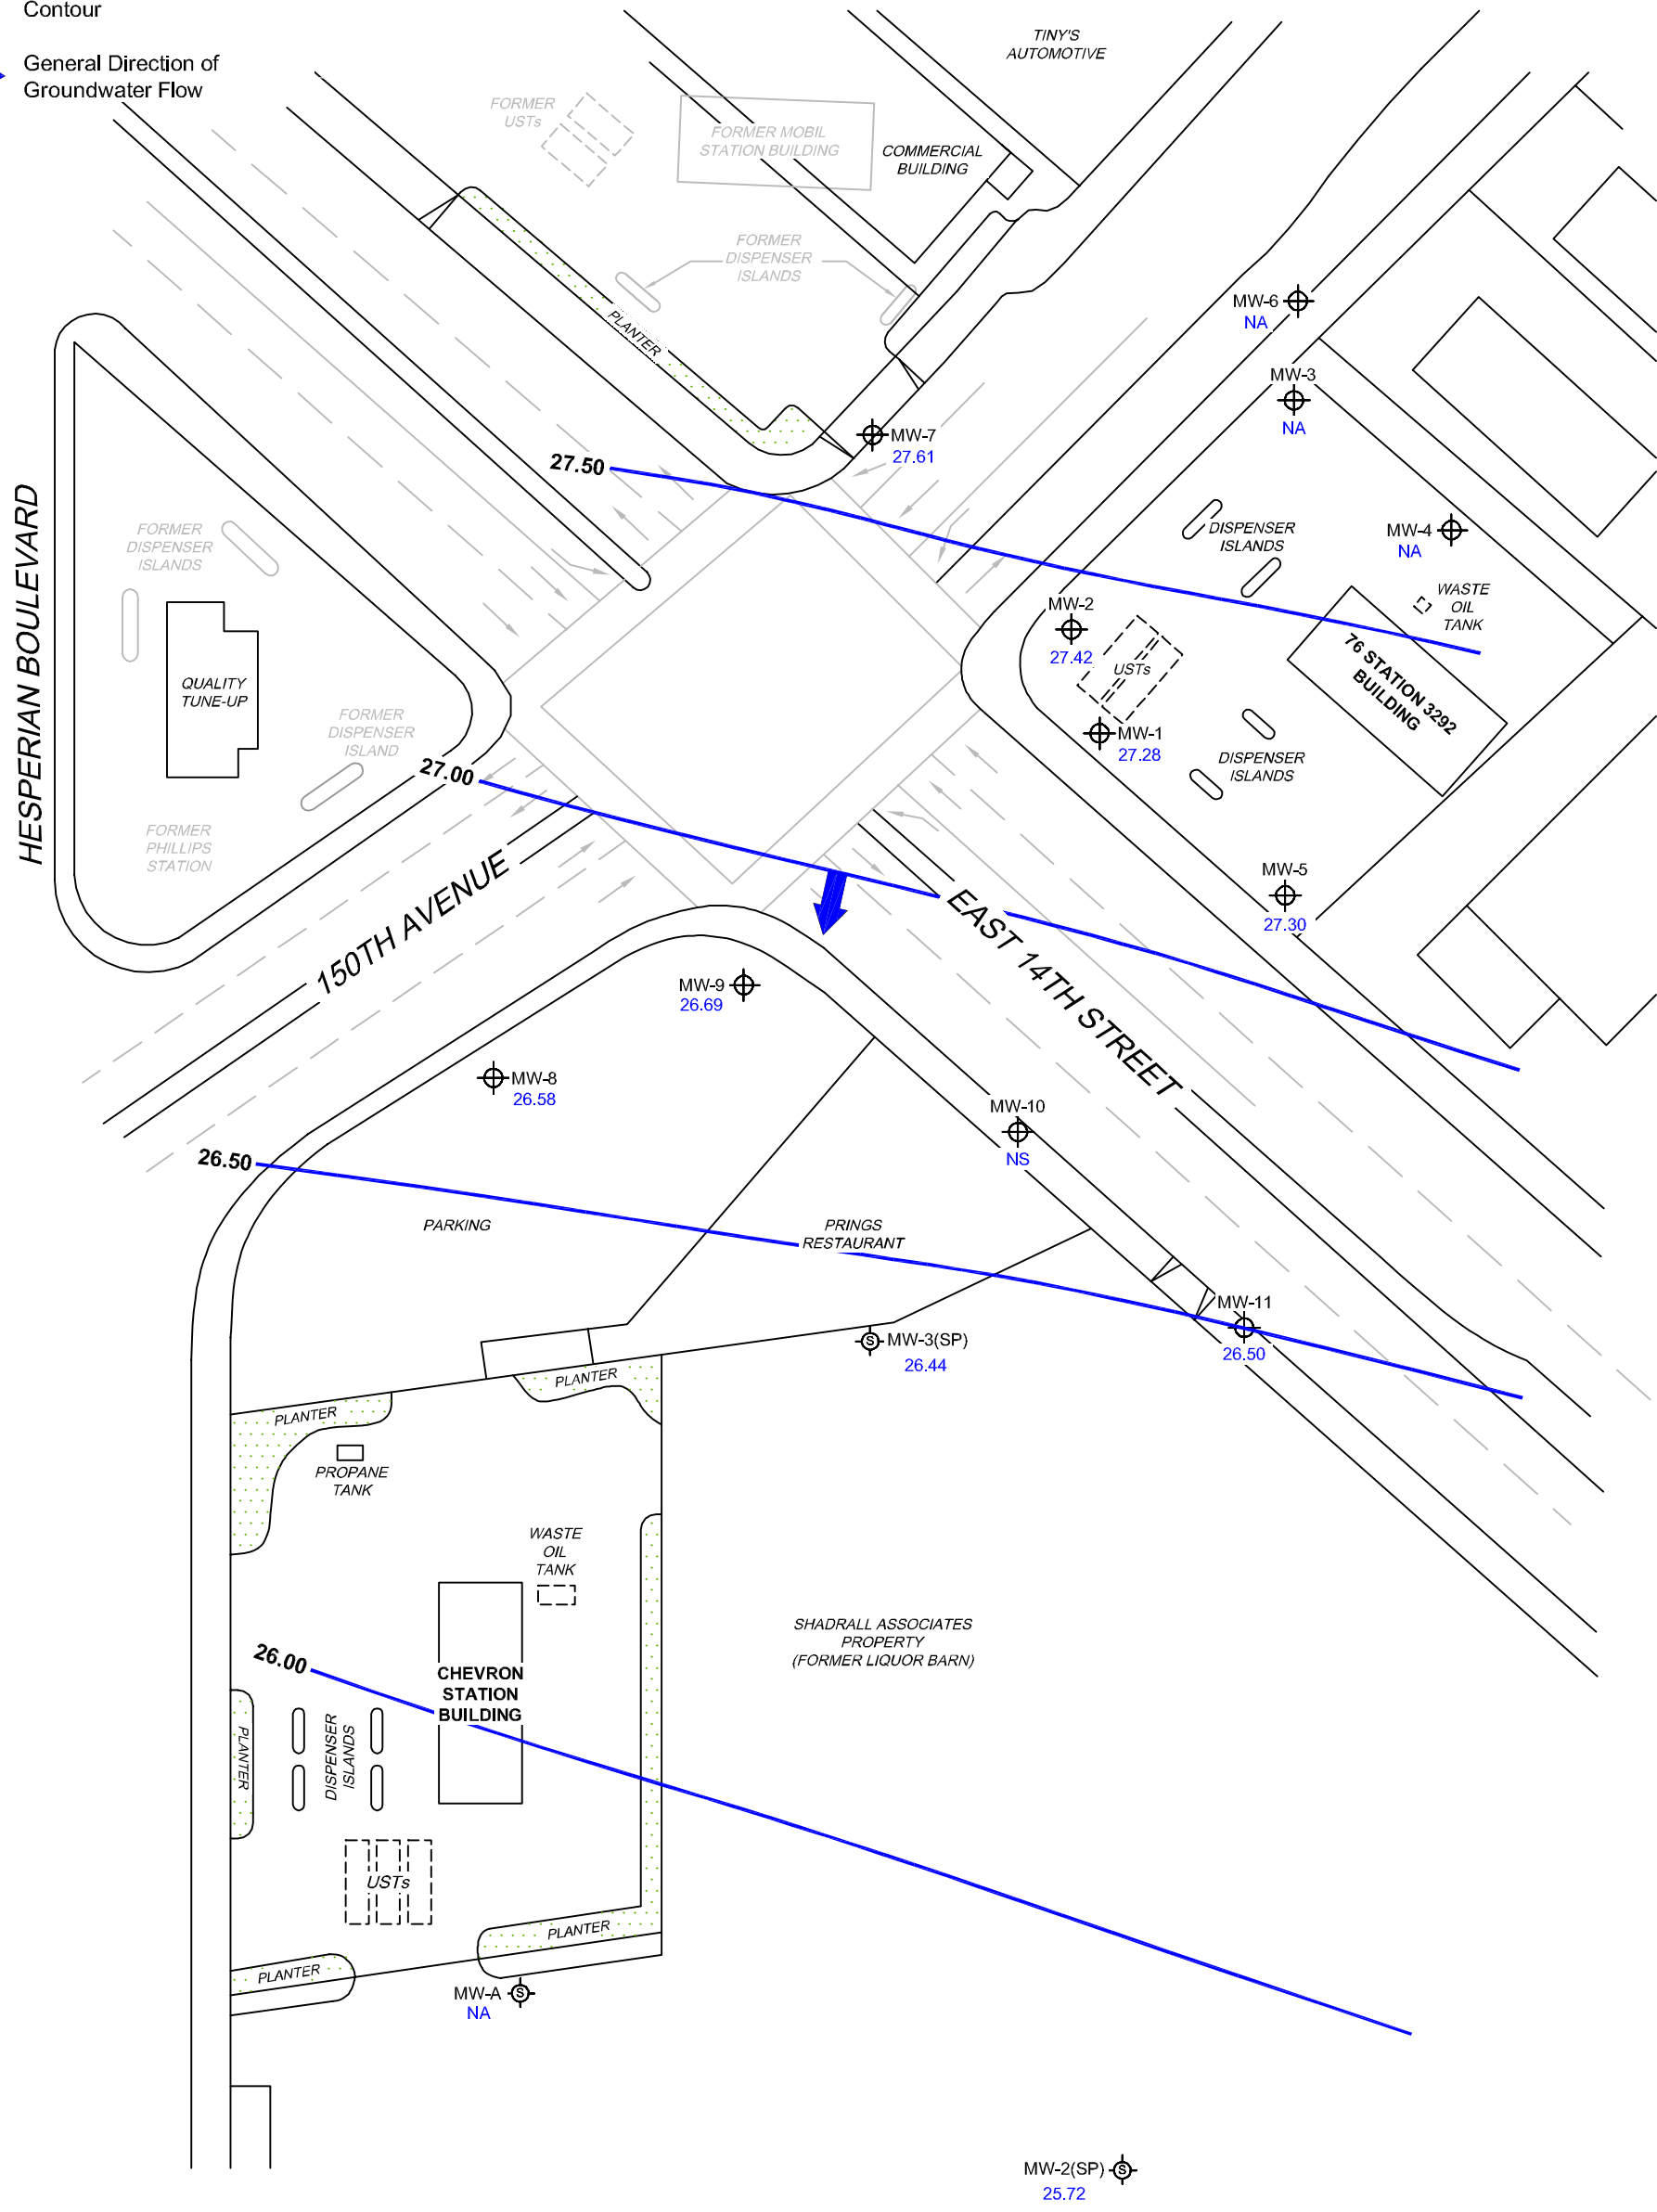 Contour
General Direction of
Groundwater Flow
TINY'S
AUTOMOTIVE
FORMER
USTs
FORMER MOBIL
STATION BUILDING
COMMERCIAL
BUILDING
FORMER
DISPENSER
ISLANDS
PLANTER
MW-6
NA
MW-3
NA
MW-7
27.61
27.50
HESPERIAN BOULEVARD
FORMER
DISPENSER
ISLANDS
DISPENSER
ISLANDS
MW-4
NA
WASTE
OIL
TANK
MW-2
27.42
USTs
76 STATION 3292
BUILDING
QUALITY
TUNE-UP
FORMER
DISPENSER
ISLAND
MW-1
27.28
DISPENSER
ISLANDS
27.00
FORMER
PHILLIPS
STATION
150TH AVENUE
MW-5
27.30
EAST 14TH STREET
MW-9
26.69
MW-8
26.58
MW-10
NS
26.50
PARKING
PRINGS
RESTAURANT
MW-11
26.50
MW-3(SP)
26.44
PLANTER
PLANTER
PROPANE
TANK
WASTE
OIL
TANK
SHADRALL ASSOCIATES
PROPERTY
(FORMER LIQUOR BARN)
26.00
CHEVRON
STATION
BUILDING
PLANTER
DISPENSER
ISLANDS
USTs
PLANTER
PLANTER
MW-A
NA
MW-2(SP)
25.72
S
S
S